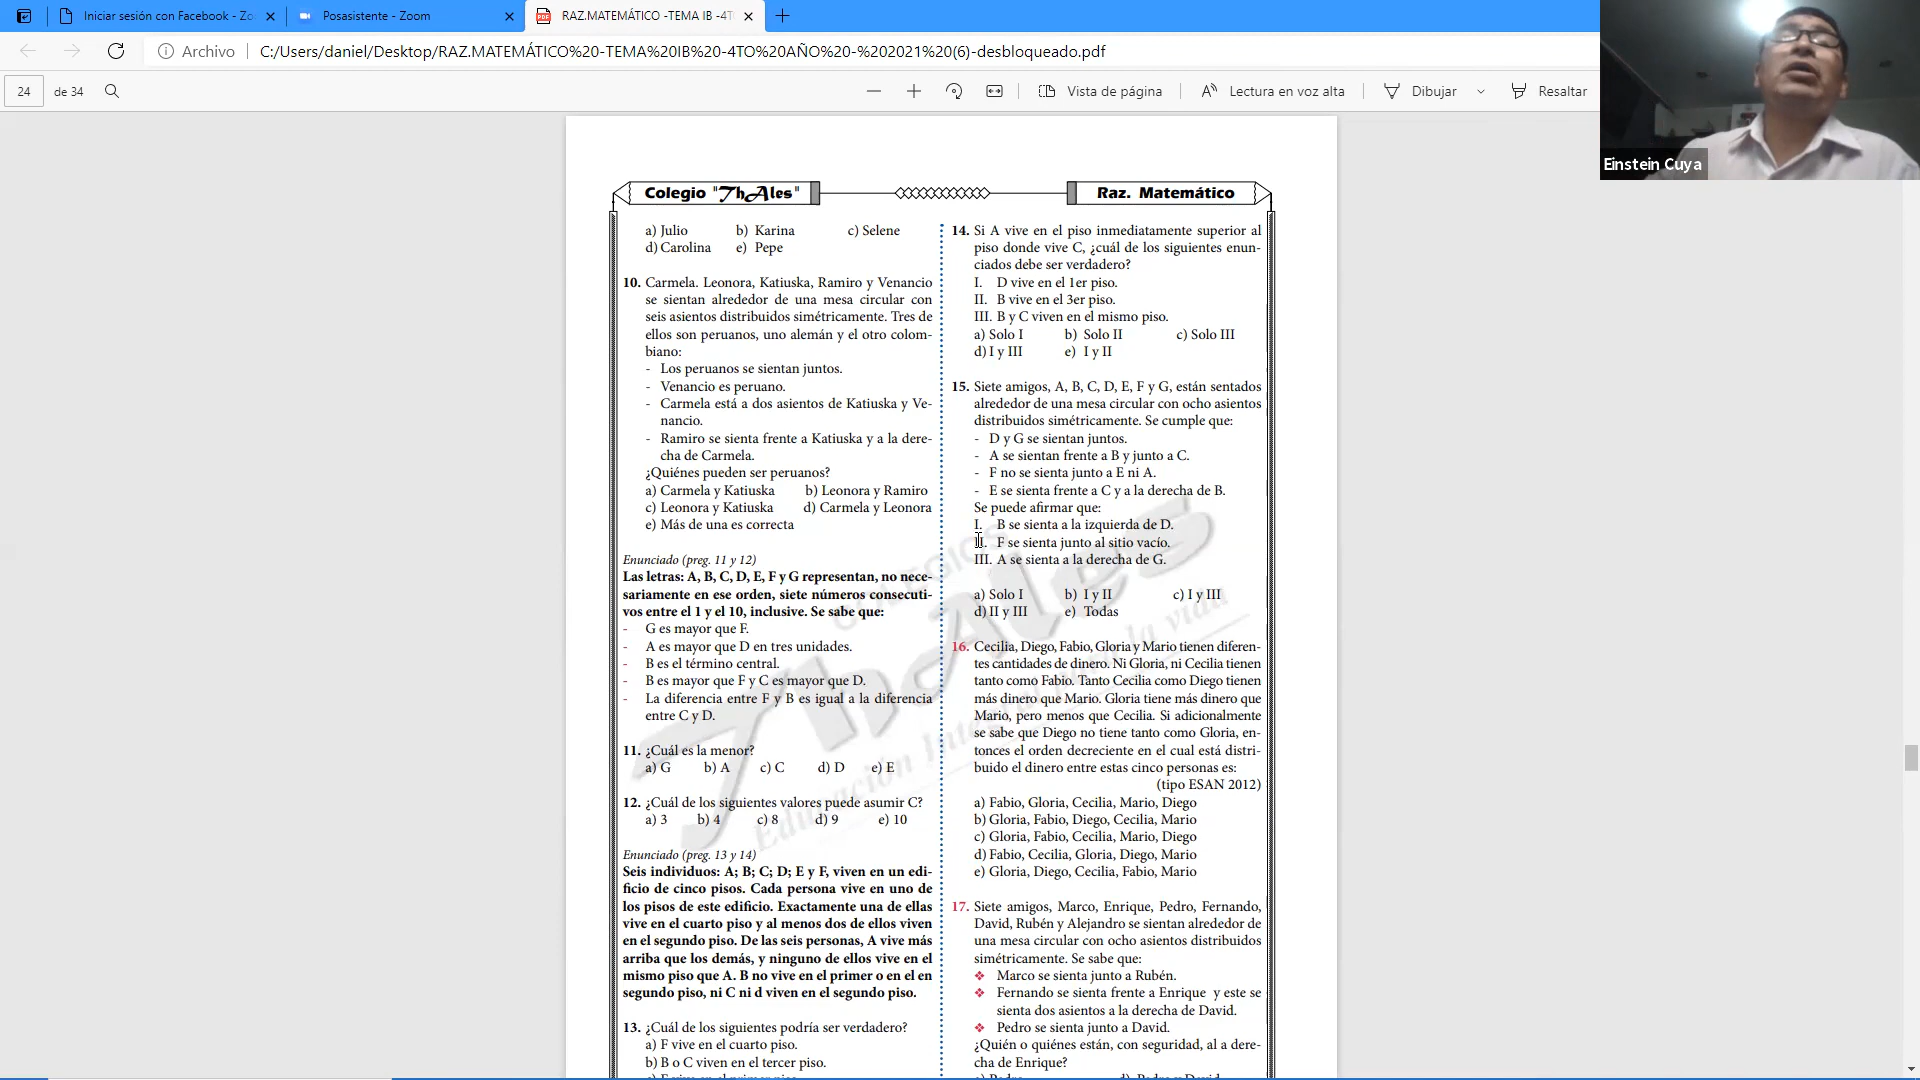 Iniciar sesión con Facebook - Zo
Posasistente - Zoom
RAZ.MATEMÁTICO -TEMA IB -4T
Archivo
C:/Users/daniel/Desktop/RAZ.MATEMÁTICO%20-TEMA%20IB%20-4TO%20AÑO%20-%202021%20(6)-desbloqueado.pdf
24 de 34
Vista de página
Lectura en voz alta
Dibujar
Resaltar
Einstein Cuya
Colegio "ThAles"
Raz. Matemático
a) Julio b) Karina c) Selene
d) Carolina e) Pepe
10. Carmela. Leonora, Katiuska, Ramiro y Venancio
se sientan alrededor de una mesa circular con
seis asientos distribuidos simétricamente. Tres de
ellos son peruanos, uno alemán y el otro colom-
biano:
- Los peruanos se sientan juntos.
- Venancio es peruano.
- Carmela está a dos asientos de Katiuska y Ve-
nancio.
- Ramiro se sienta frente a Katiuska y a la dere-
cha de Carmela.
¿Quiénes pueden ser peruanos?
a) Carmela y Katiuska b) Leonora y Ramiro
c) Leonora y Katiuska d) Carmela y Leonora
e) Más de una es correcta
Enunciado (preg. 11 y 12)
Las letras: A, B, C, D, E, F y G representan, no nece-
sariamente en ese orden, siete números consecuti-
vos entre el 1 y el 10, inclusive. Se sabe que:
- G es mayor que F.
- A es mayor que D en tres unidades.
- B es el término central.
- B es mayor que F y C es mayor que D.
- La diferencia entre F y B es igual a la diferencia
entre C y D.
11. ¿Cuál es la menor?
a) G b) A c) C d) D e) E
12. ¿Cuál de los siguientes valores puede asumir C?
a) 3 b) 4 c) 8 d) 9 e) 10
Enunciado (preg. 13 y 14)
Seis individuos: A; B; C; D; E y F, viven en un edi-
ficio de cinco pisos. Cada persona vive en uno de
los pisos de este edificio. Exactamente una de ellas
vive en el cuarto piso y al menos dos de ellos viven
en el segundo piso. De las seis personas, A vive más
arriba que los demás, y ninguno de ellos vive en el
mismo piso que A. B no vive en el primer o en el en
segundo piso, ni C ni d viven en el segundo piso.
13. ¿Cuál de los siguientes podría ser verdadero?
a) F vive en el cuarto piso.
b) B o C viven en el tercer piso.
14. Si A vive en el piso inmediatamente superior al
piso donde vive C, ¿cuál de los siguientes enun-
ciados debe ser verdadero?
I. D vive en el 1er piso.
II. B vive en el 3er piso.
III. B y C viven en el mismo piso.
a) Solo I b) Solo II c) Solo III
d) I y III e) I y II
15. Siete amigos, A, B, C, D, E, F y G, están sentados
alrededor de una mesa circular con ocho asientos
distribuidos simétricamente. Se cumple que:
- D y G se sientan juntos.
- A se sientan frente a B y junto a C.
- F no se sienta junto a E ni A.
- E se sienta frente a C y a la derecha de B.
Se puede afirmar que:
I. B se sienta a la izquierda de D.
II. F se sienta junto al sitio vacío.
III. A se sienta a la derecha de G.
a) Solo I b) I y II c) I y III
d) II y III e) Todas
16. Cecilia, Diego, Fabio, Gloria y Mario tienen diferen-
tes cantidades de dinero. Ni Gloria, ni Cecilia tienen
tanto como Fabio. Tanto Cecilia como Diego tienen
más dinero que Mario. Gloria tiene más dinero que
Mario, pero menos que Cecilia. Si adicionalmente
se sabe que Diego no tiene tanto como Gloria, en-
tonces el orden decreciente en el cual está distri-
buido el dinero entre estas cinco personas es:
(tipo ESAN 2012)
a) Fabio, Gloria, Cecilia, Mario, Diego
b) Gloria, Fabio, Diego, Cecilia, Mario
c) Gloria, Fabio, Cecilia, Mario, Diego
d) Fabio, Cecilia, Gloria, Diego, Mario
e) Gloria, Diego, Cecilia, Fabio, Mario
17. Siete amigos, Marco, Enrique, Pedro, Fernando,
David, Rubén y Alejandro se sientan alrededor de
una mesa circular con ocho asientos distribuidos
simétricamente. Se sabe que:
❖ Marco se sienta junto a Rubén.
❖ Fernando se sienta frente a Enrique y este se
sienta dos asientos a la derecha de David.
❖ Pedro se sienta junto a David.
¿Quién o quiénes están, con seguridad, al a dere-
cha de Enrique?
COLEGIOS
ThAles